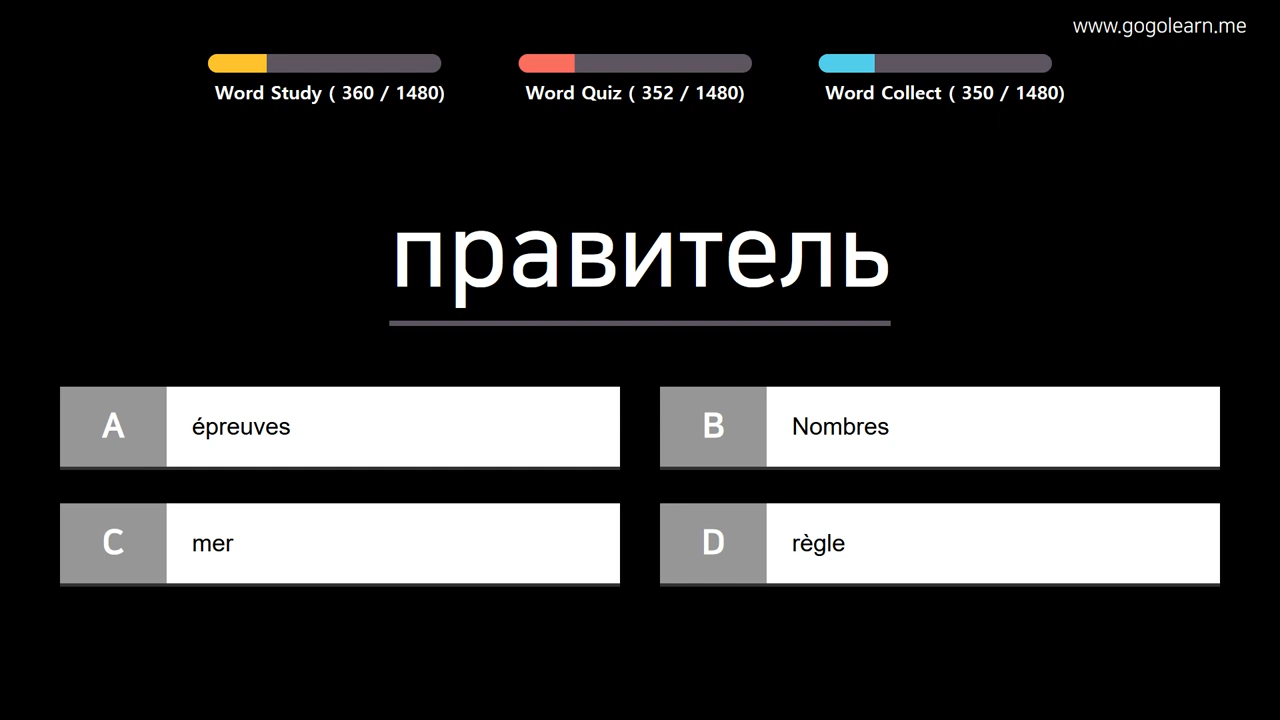 www.gogolearn.me
Word Study ( 360 / 1480)
Word Quiz ( 352 / 1480)
Word Collect ( 350 / 1480)
правитель
A épreuves
B Nombres
C mer
D règle